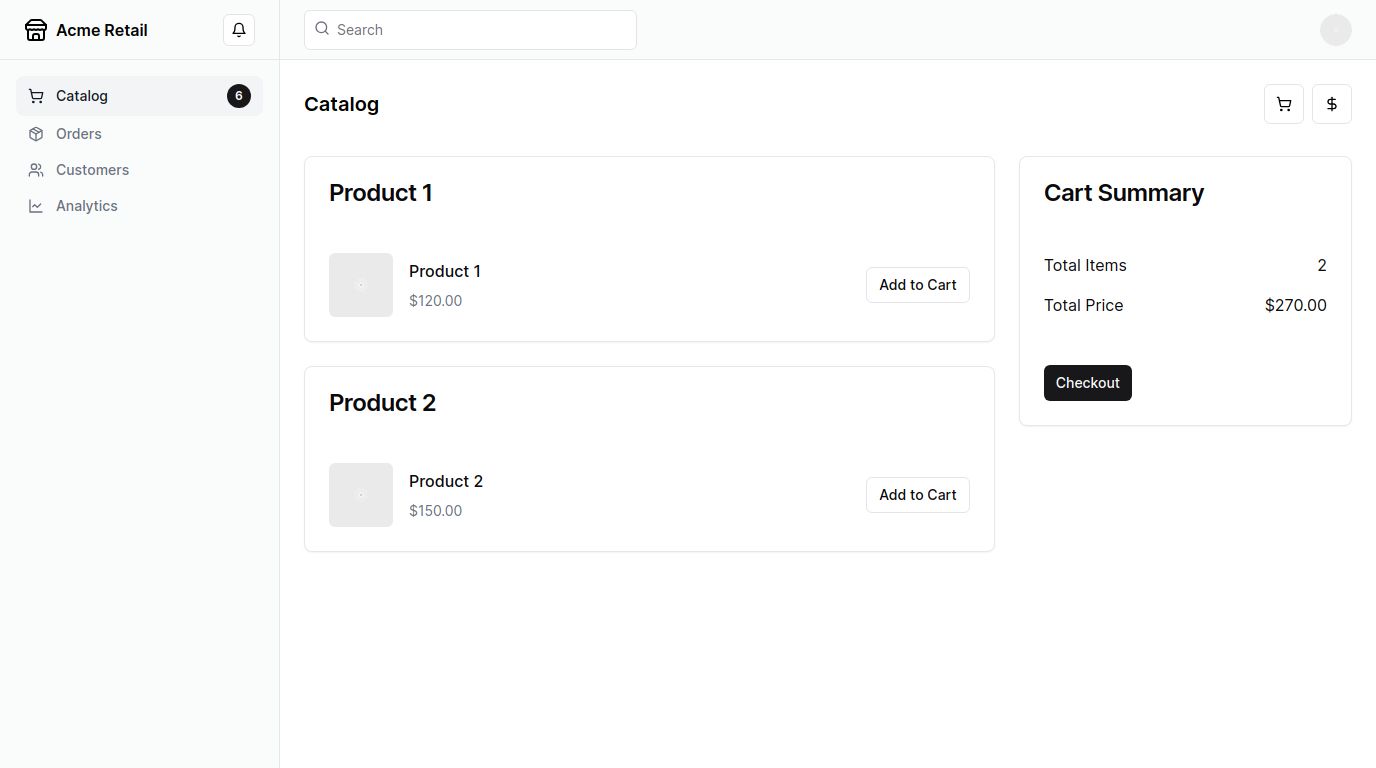 Acme Retail
Search
Catalog 6
Orders
Customers
Analytics
Catalog
Product 1
Product 1
$120.00
Add to Cart
Product 2
Product 2
$150.00
Add to Cart
Cart Summary
Total Items 2
Total Price $270.00
Checkout